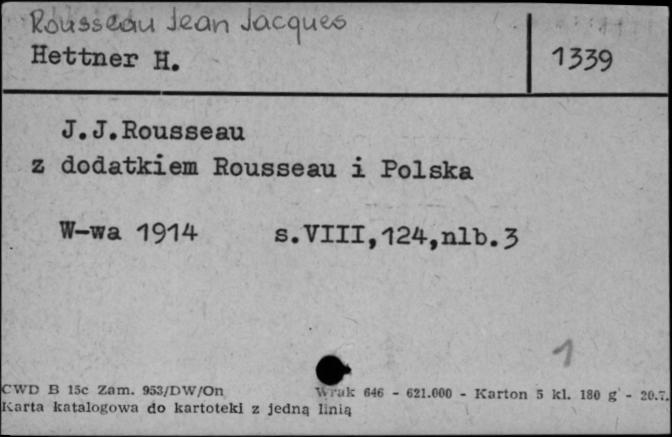 Rousseau Jean Jacques
Hettner H.
1339
J.J.Rousseau
z dodatkiem Rousseau i Polska
W-wa 1914 s.VIII,124,nlb.3
1
CWD B 15c Zam. 953/DW/On Wrak 646 - 621.000 - Karton 5 kl. 180 g - 20.7.
Karta katalogowa do kartoteki z jedną linią